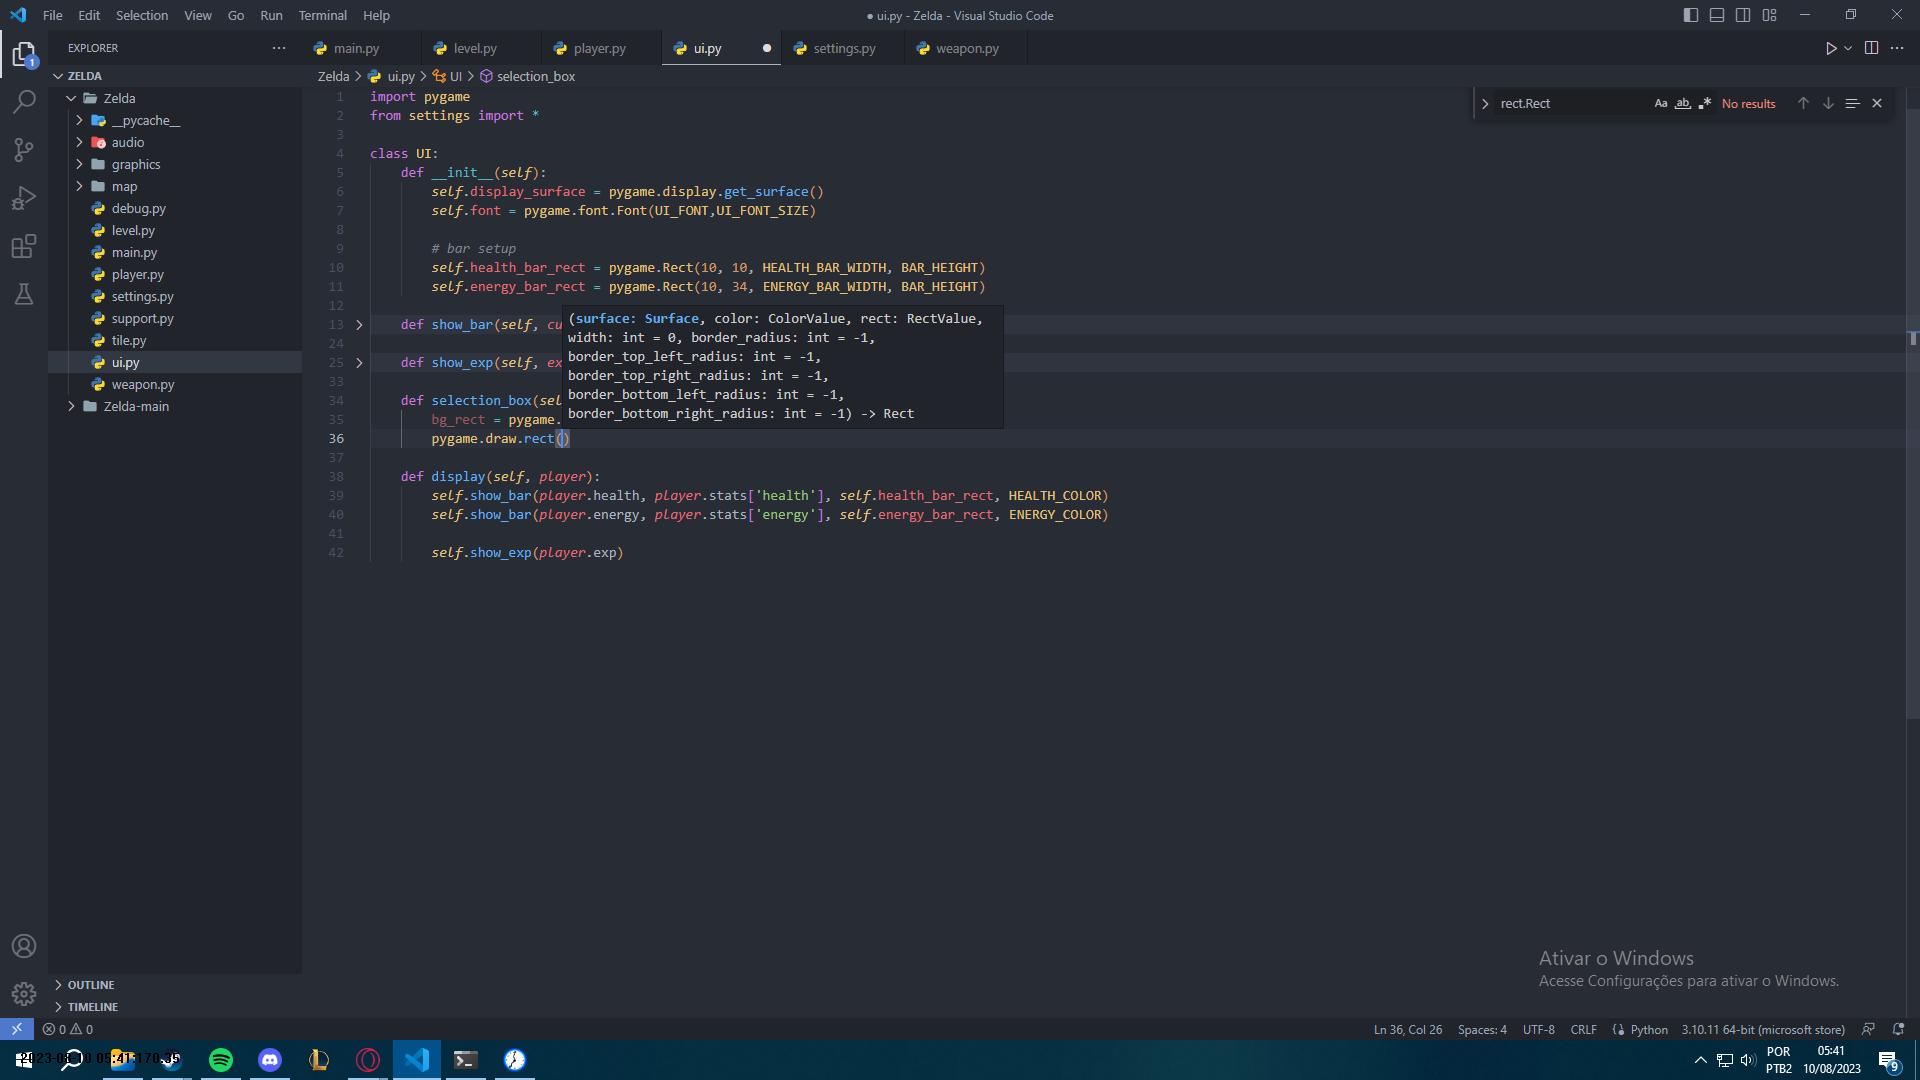 File Edit Selection View Go Run Terminal Help
● ui.py - Zelda - Visual Studio Code
EXPLORER
main.py level.py player.py ui.py settings.py weapon.py
ZELDA
Zelda > ui.py > UI > selection_box
Zelda
__pycache__
audio
graphics
map
debug.py
level.py
main.py
player.py
settings.py
support.py
tile.py
ui.py
weapon.py
Zelda-main
OUTLINE
TIMELINE
1
rect.Rect Aa ab No results
1 import pygame
2 from settings import *
3
4 class UI:
5 def __init__(self):
6 self.display_surface = pygame.display.get_surface()
7 self.font = pygame.font.Font(UI_FONT,UI_FONT_SIZE)
8
9 # bar setup
10 self.health_bar_rect = pygame.Rect(10, 10, HEALTH_BAR_WIDTH, BAR_HEIGHT)
11 self.energy_bar_rect = pygame.Rect(10, 34, ENERGY_BAR_WIDTH, BAR_HEIGHT)
12
13 def show_bar(self, cu
24
25 def show_exp(self, ex
33
34 def selection_box(sel
35 bg_rect = pygame.
36 pygame.draw.rect()
37
38 def display(self, player):
39 self.show_bar(player.health, player.stats['health'], self.health_bar_rect, HEALTH_COLOR)
40 self.show_bar(player.energy, player.stats['energy'], self.energy_bar_rect, ENERGY_COLOR)
41
42 self.show_exp(player.exp)
(surface: Surface, color: ColorValue, rect: RectValue,
width: int = 0, border_radius: int = -1,
border_top_left_radius: int = -1,
border_top_right_radius: int = -1,
border_bottom_left_radius: int = -1,
border_bottom_right_radius: int = -1) -> Rect
Ativar o Windows
Acesse Configurações para ativar o Windows.
0 0 Ln 36, Col 26 Spaces: 4 UTF-8 CRLF Python 3.10.11 64-bit (microsoft store)
POR
PTB2
05:41
10/08/2023
9